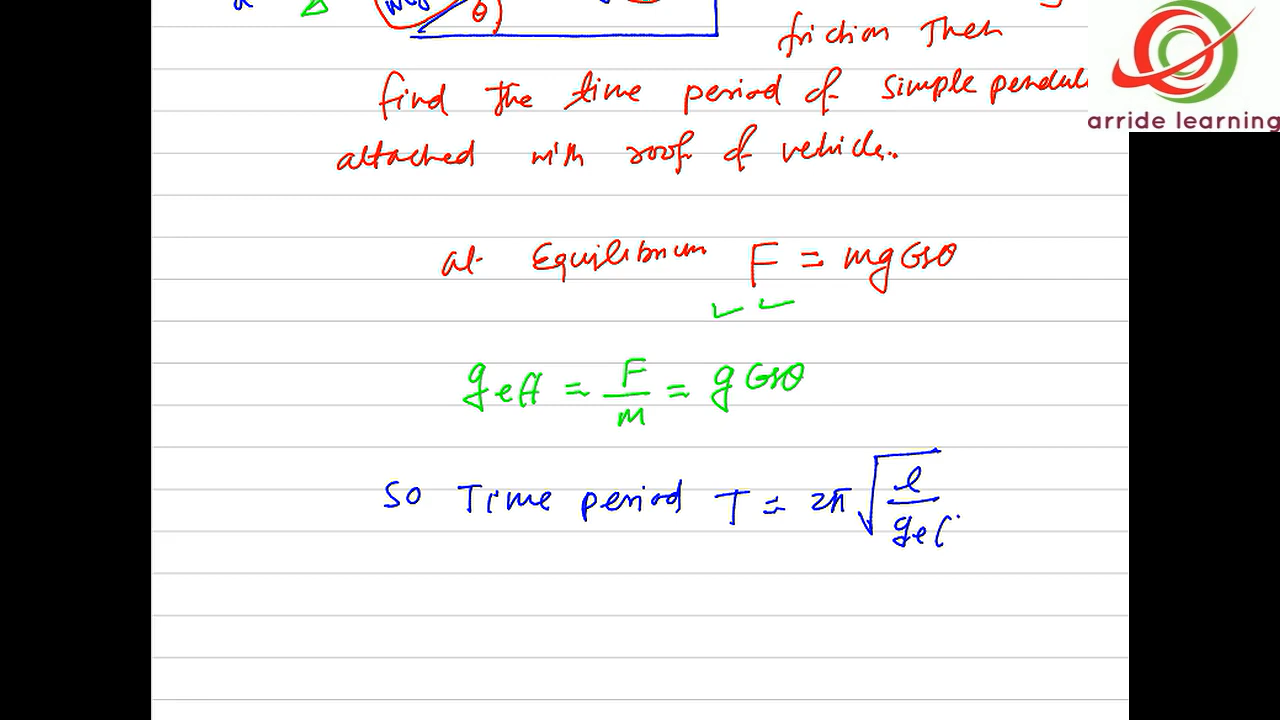 θ
friction Then
find the time period of simple pendul
arride learning
attached with roof of vehicle..
at Equilibrium F = mg Cosθ
geff = F/m = g Cosθ
So Time period T = 2π √(l/gef